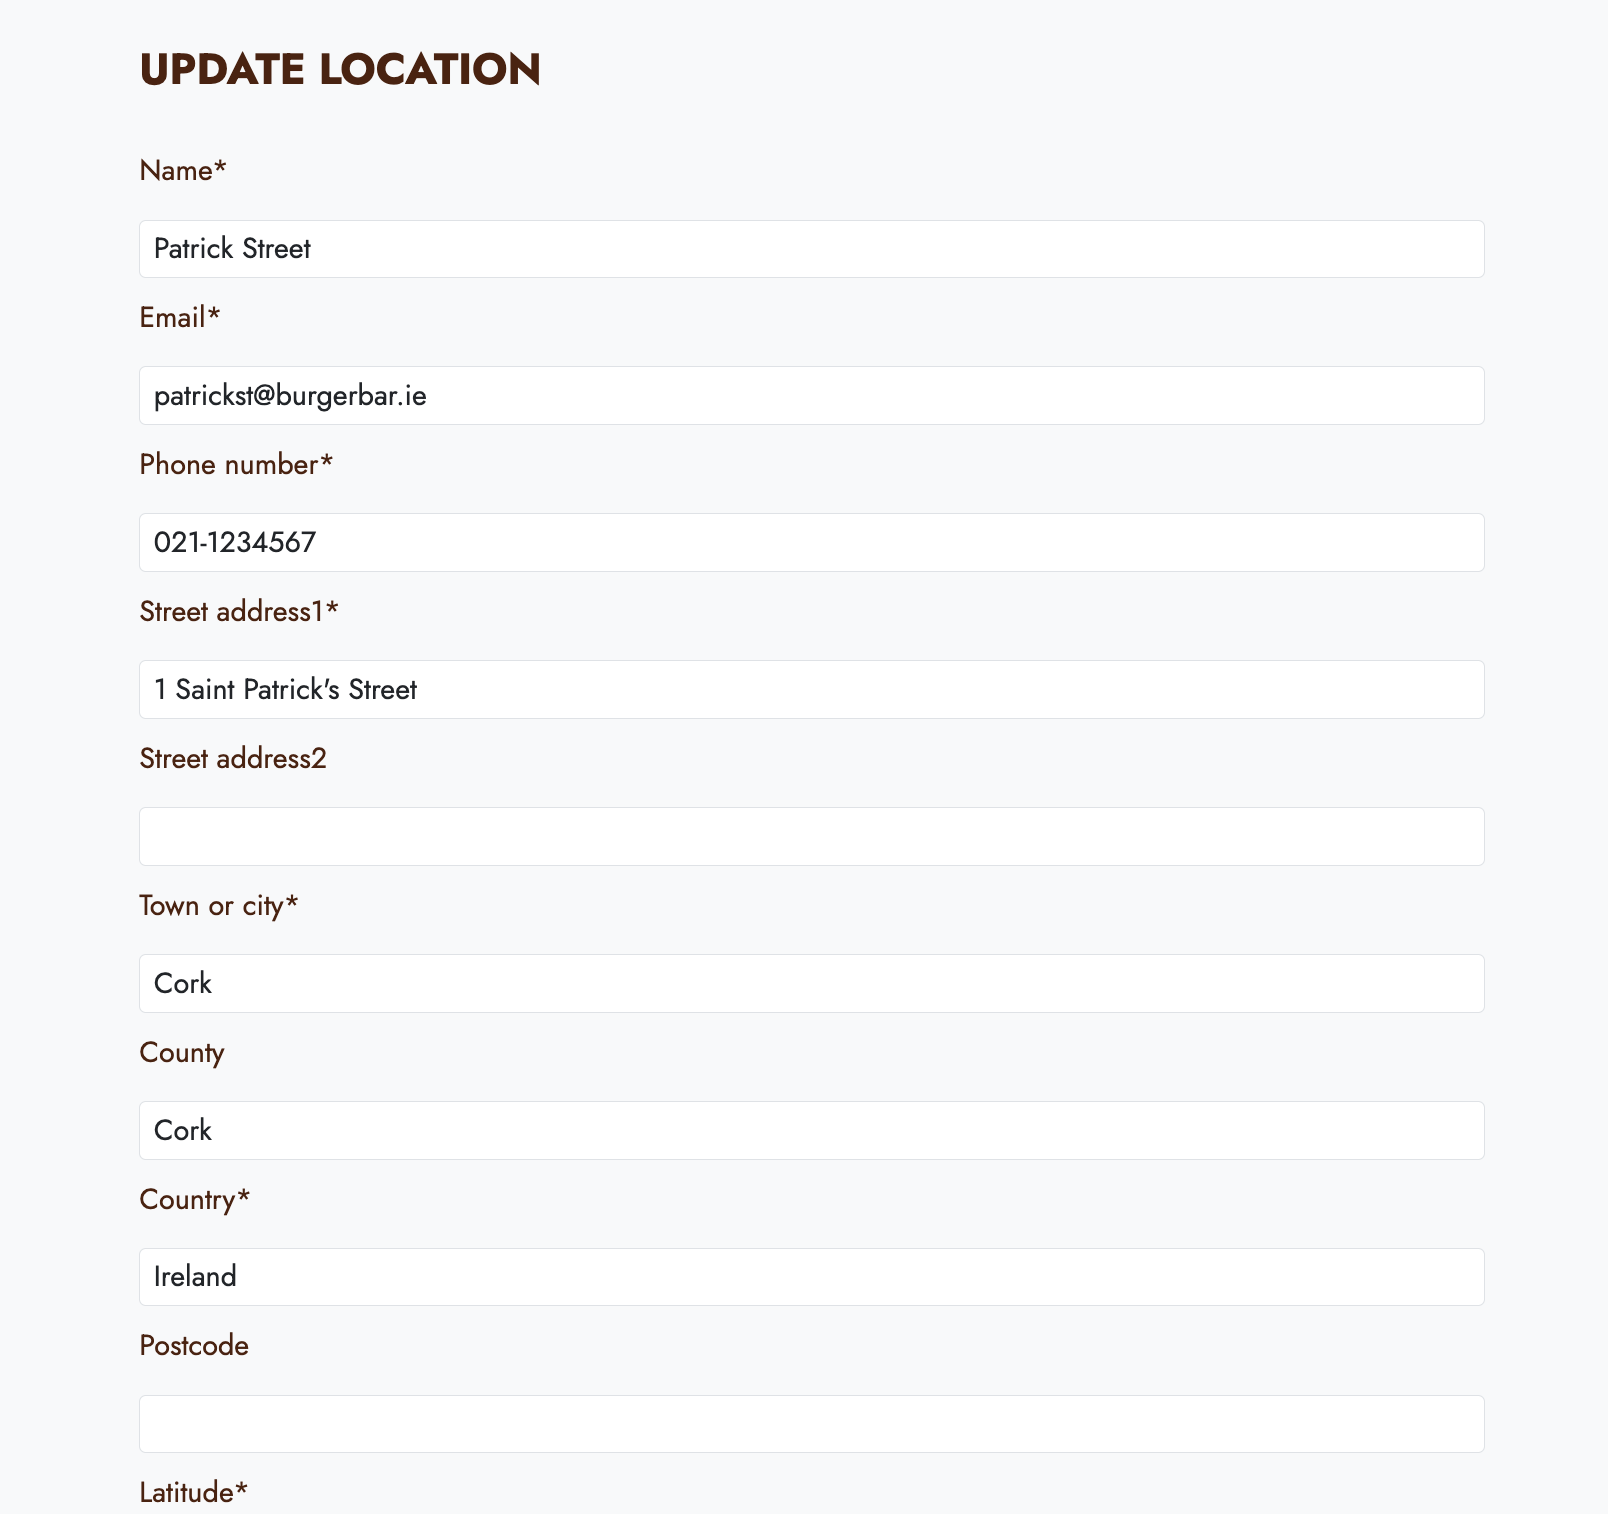 UPDATE LOCATION
Name*
Patrick Street
Email*
patrickst@burgerbar.ie
Phone number*
021-1234567
Street address1*
1 Saint Patrick's Street
Street address2
Town or city*
Cork
County
Cork
Country*
Ireland
Postcode
Latitude*